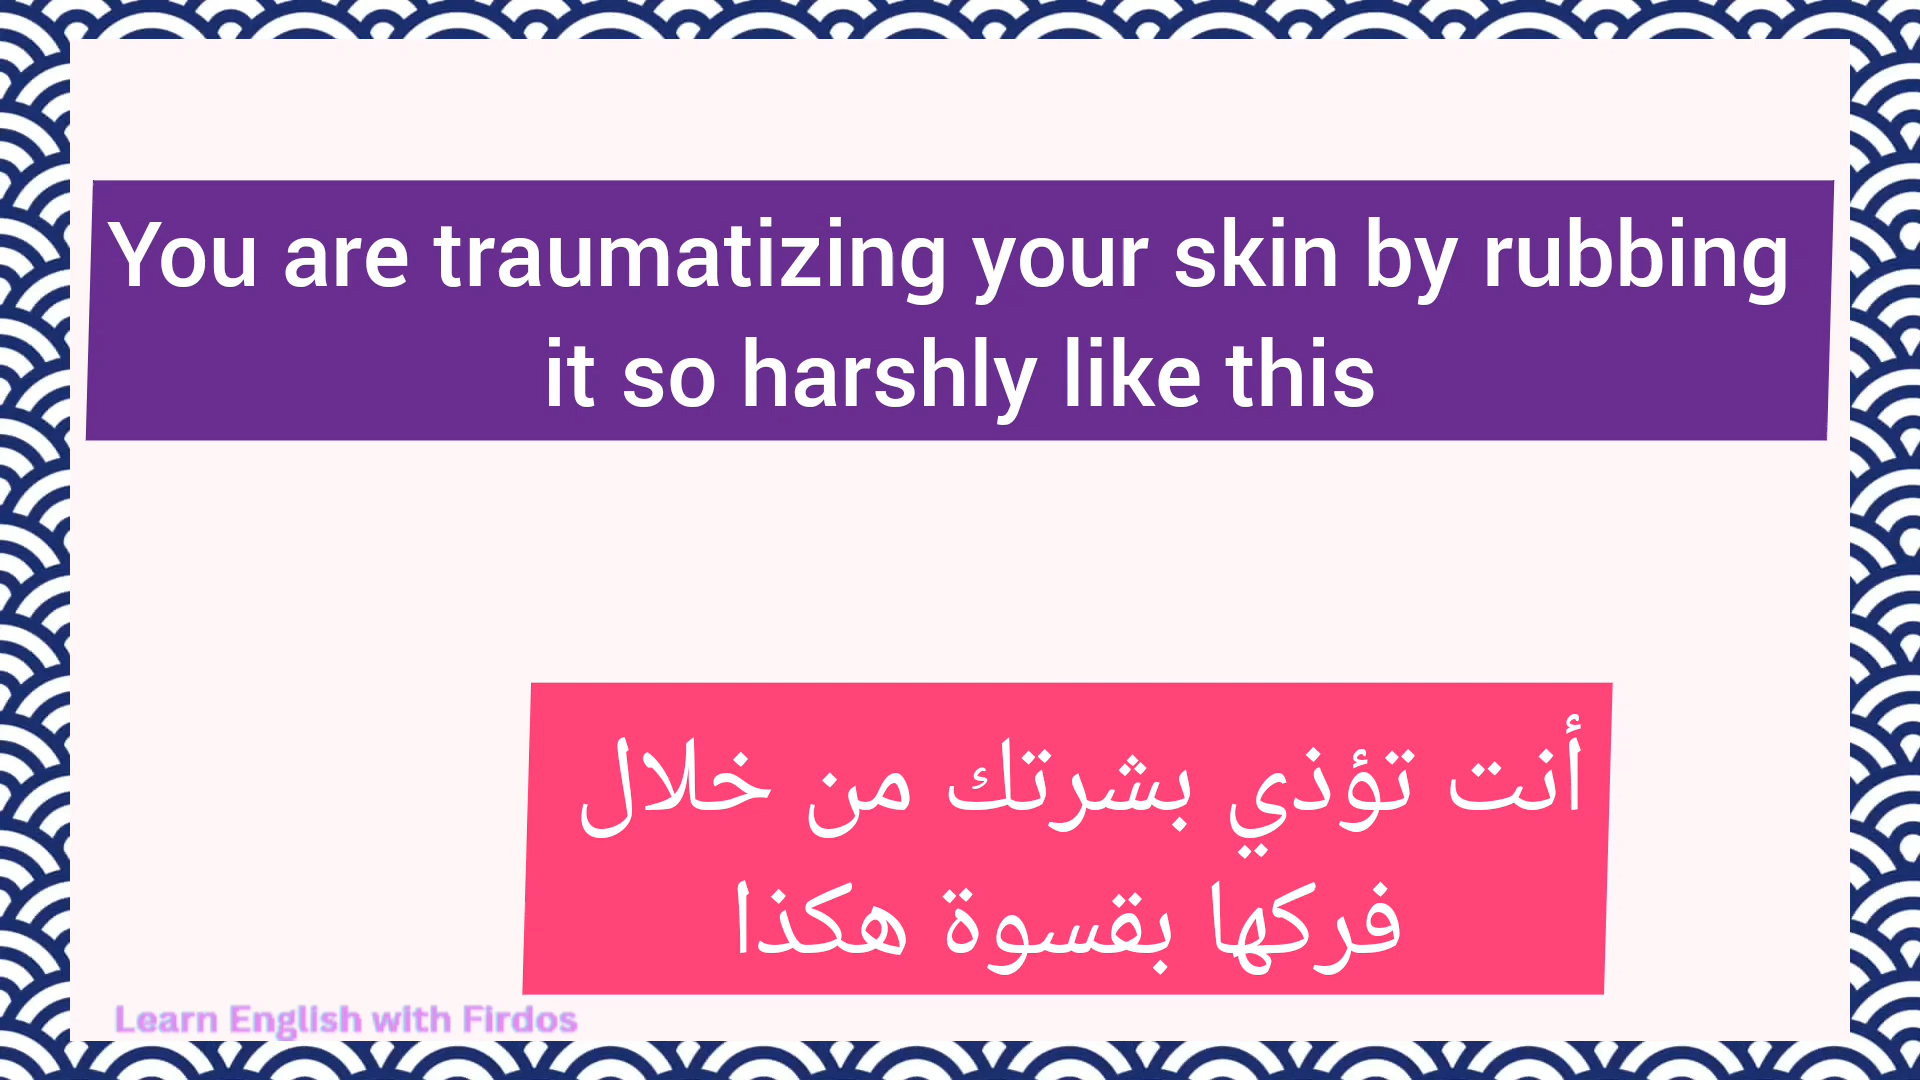 You are traumatizing your skin by rubbing
it so harshly like this
أنت تؤذي بشرتك من خلال
فركها بقسوة هكذا
Learn English with Firdos